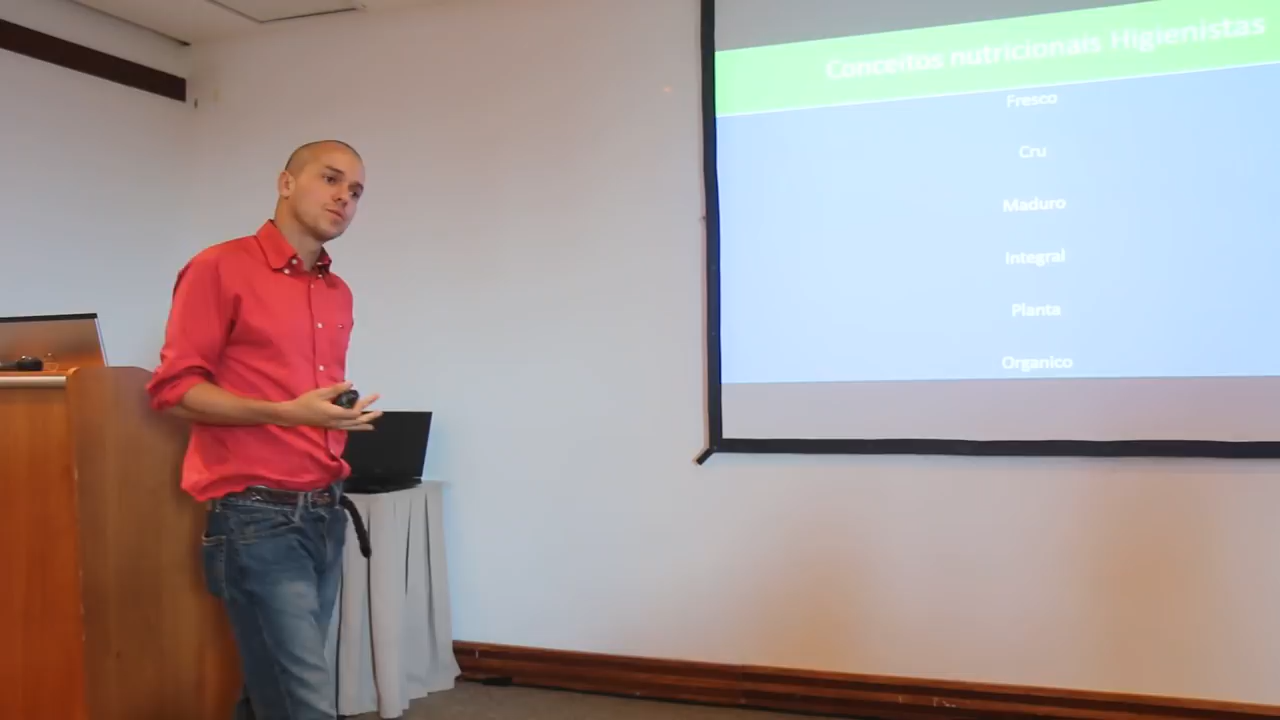 Conceitos nutricionais Higienistas
Fresco
Cru
Maduro
Integral
Planta
Organico